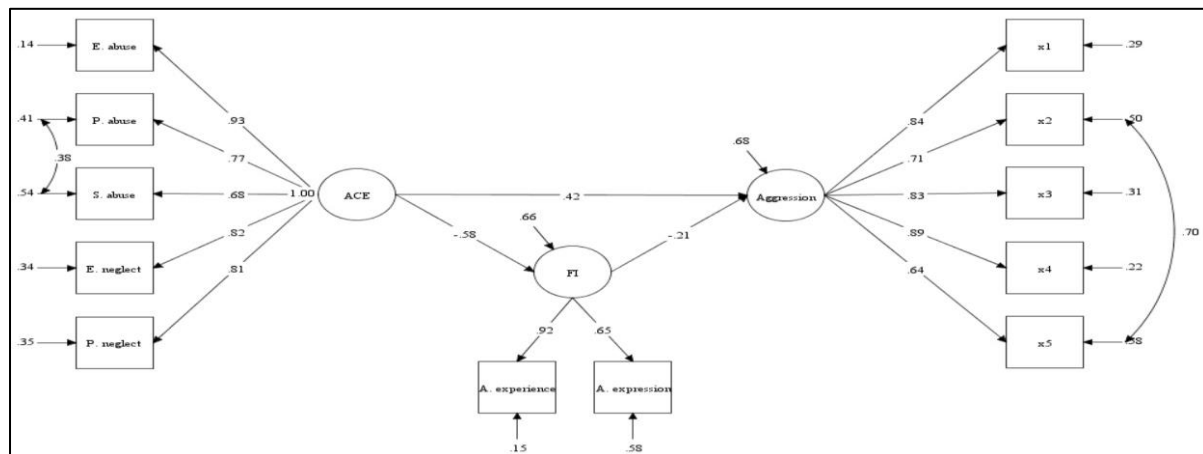 .14
E. abuse
x1
.29
.41
P. abuse
.93
.84
x2
.50
.38
.77
.71
.68
.54
S. abuse
.68
1.00
ACE
.42
Aggression
.83
x3
.31
.70
.82
-.58
.66
-.21
.89
.34
E. neglect
.81
FI
.64
x4
.22
.92
.65
.35
P. neglect
x5
.58
A. experience
A. expression
.15
.58